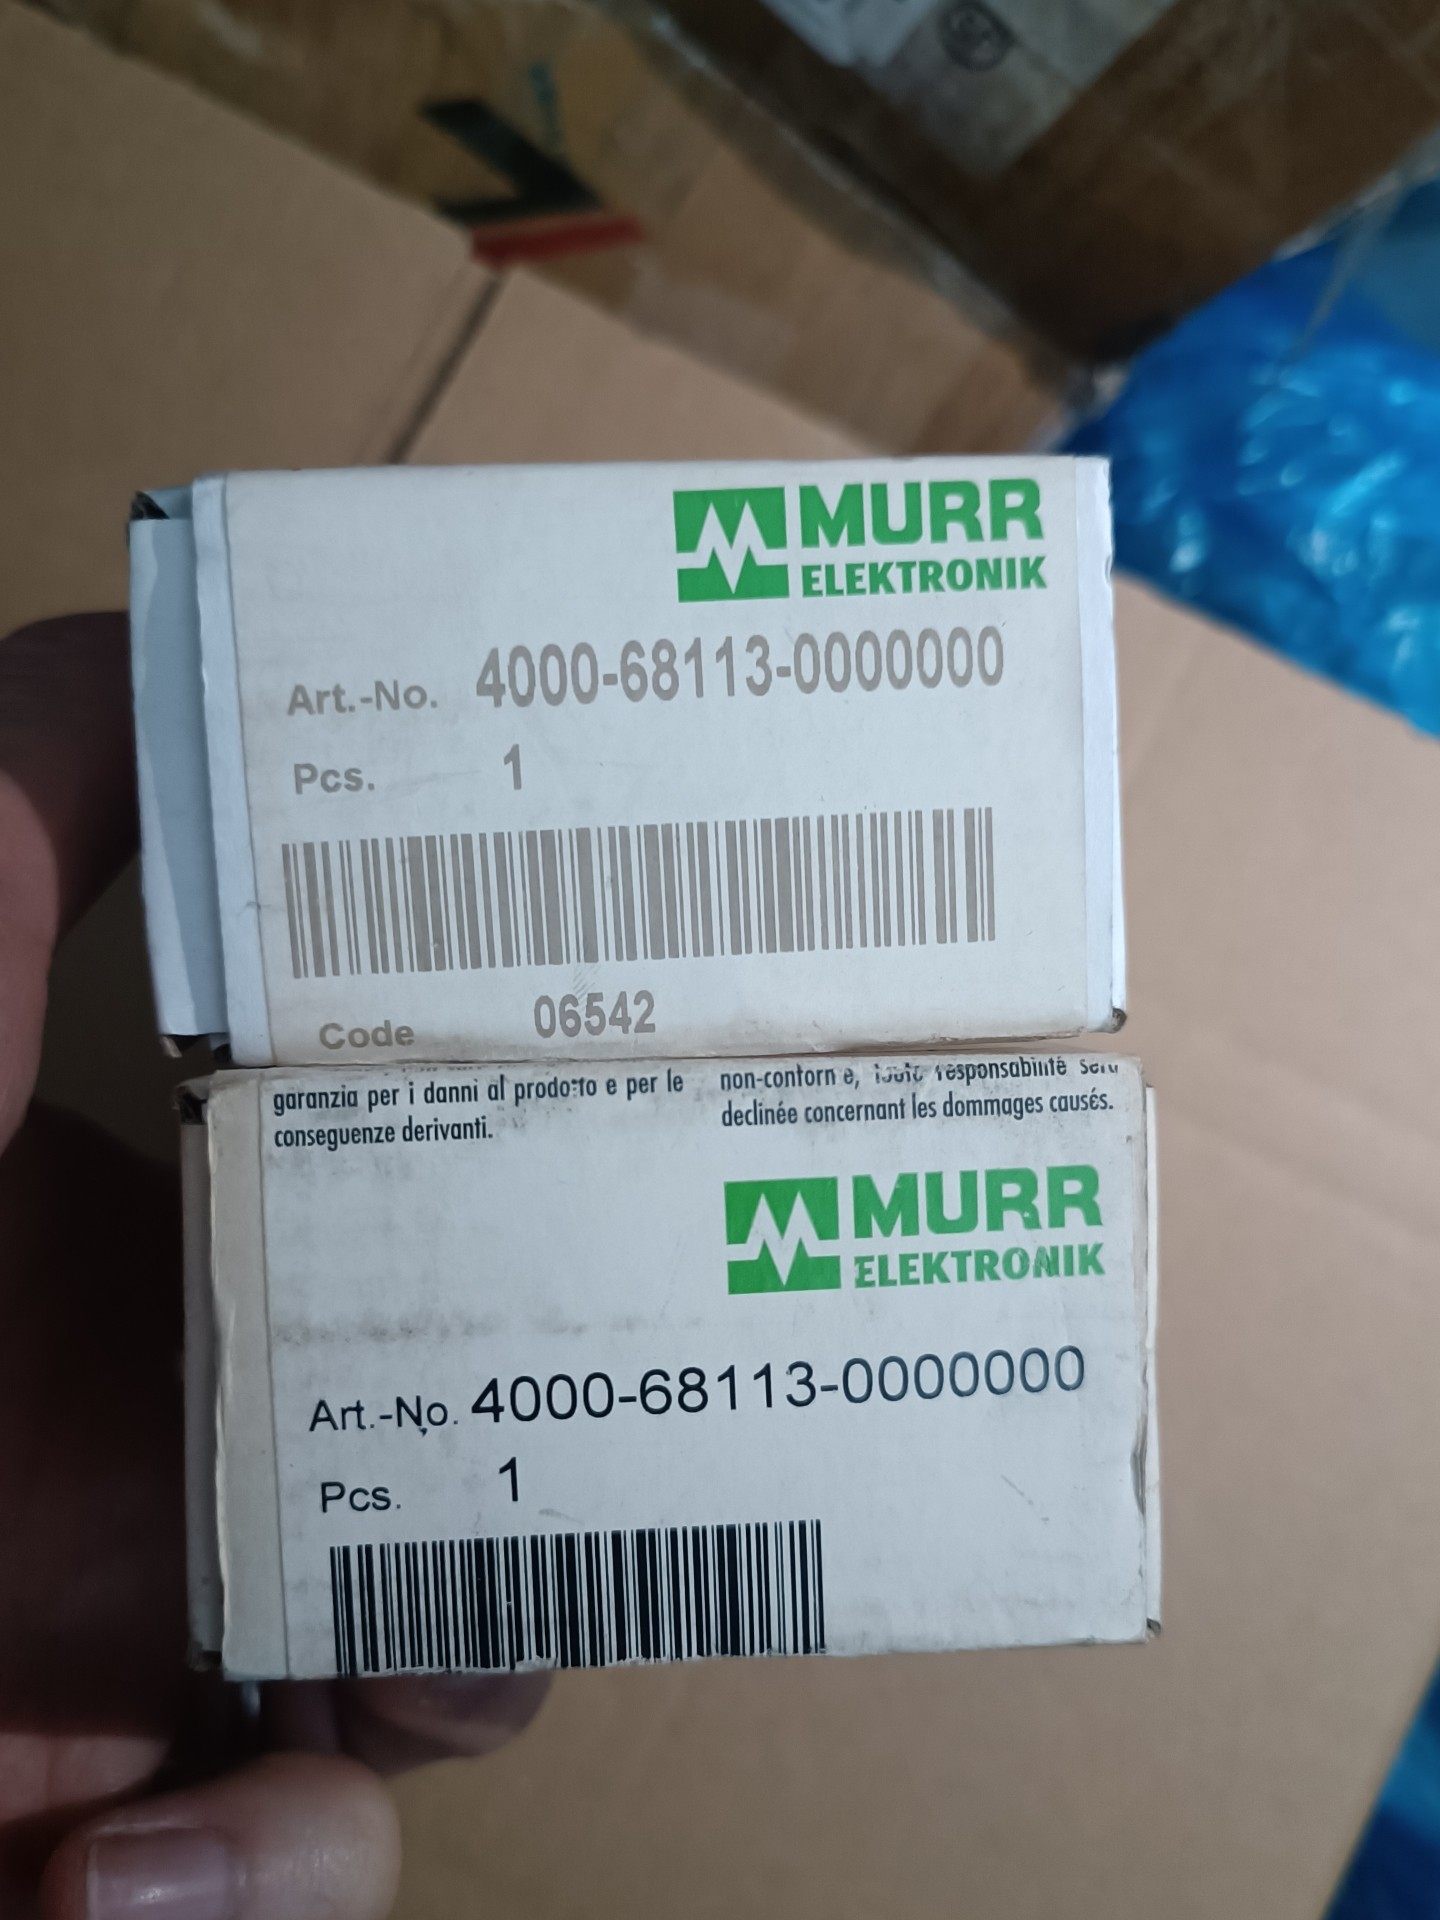 MURR
ELEKTRONIK
Art.-No. 4000-68113-0000000
Pcs. 1
Code 06542
garanzia per i danni al prodotto e per le
conseguenze derivanti.
responsabilité
declinée concernant les dommages causés.
MURR
ELEKTRONIK
Art.-No. 4000-68113-0000000
Pcs. 1